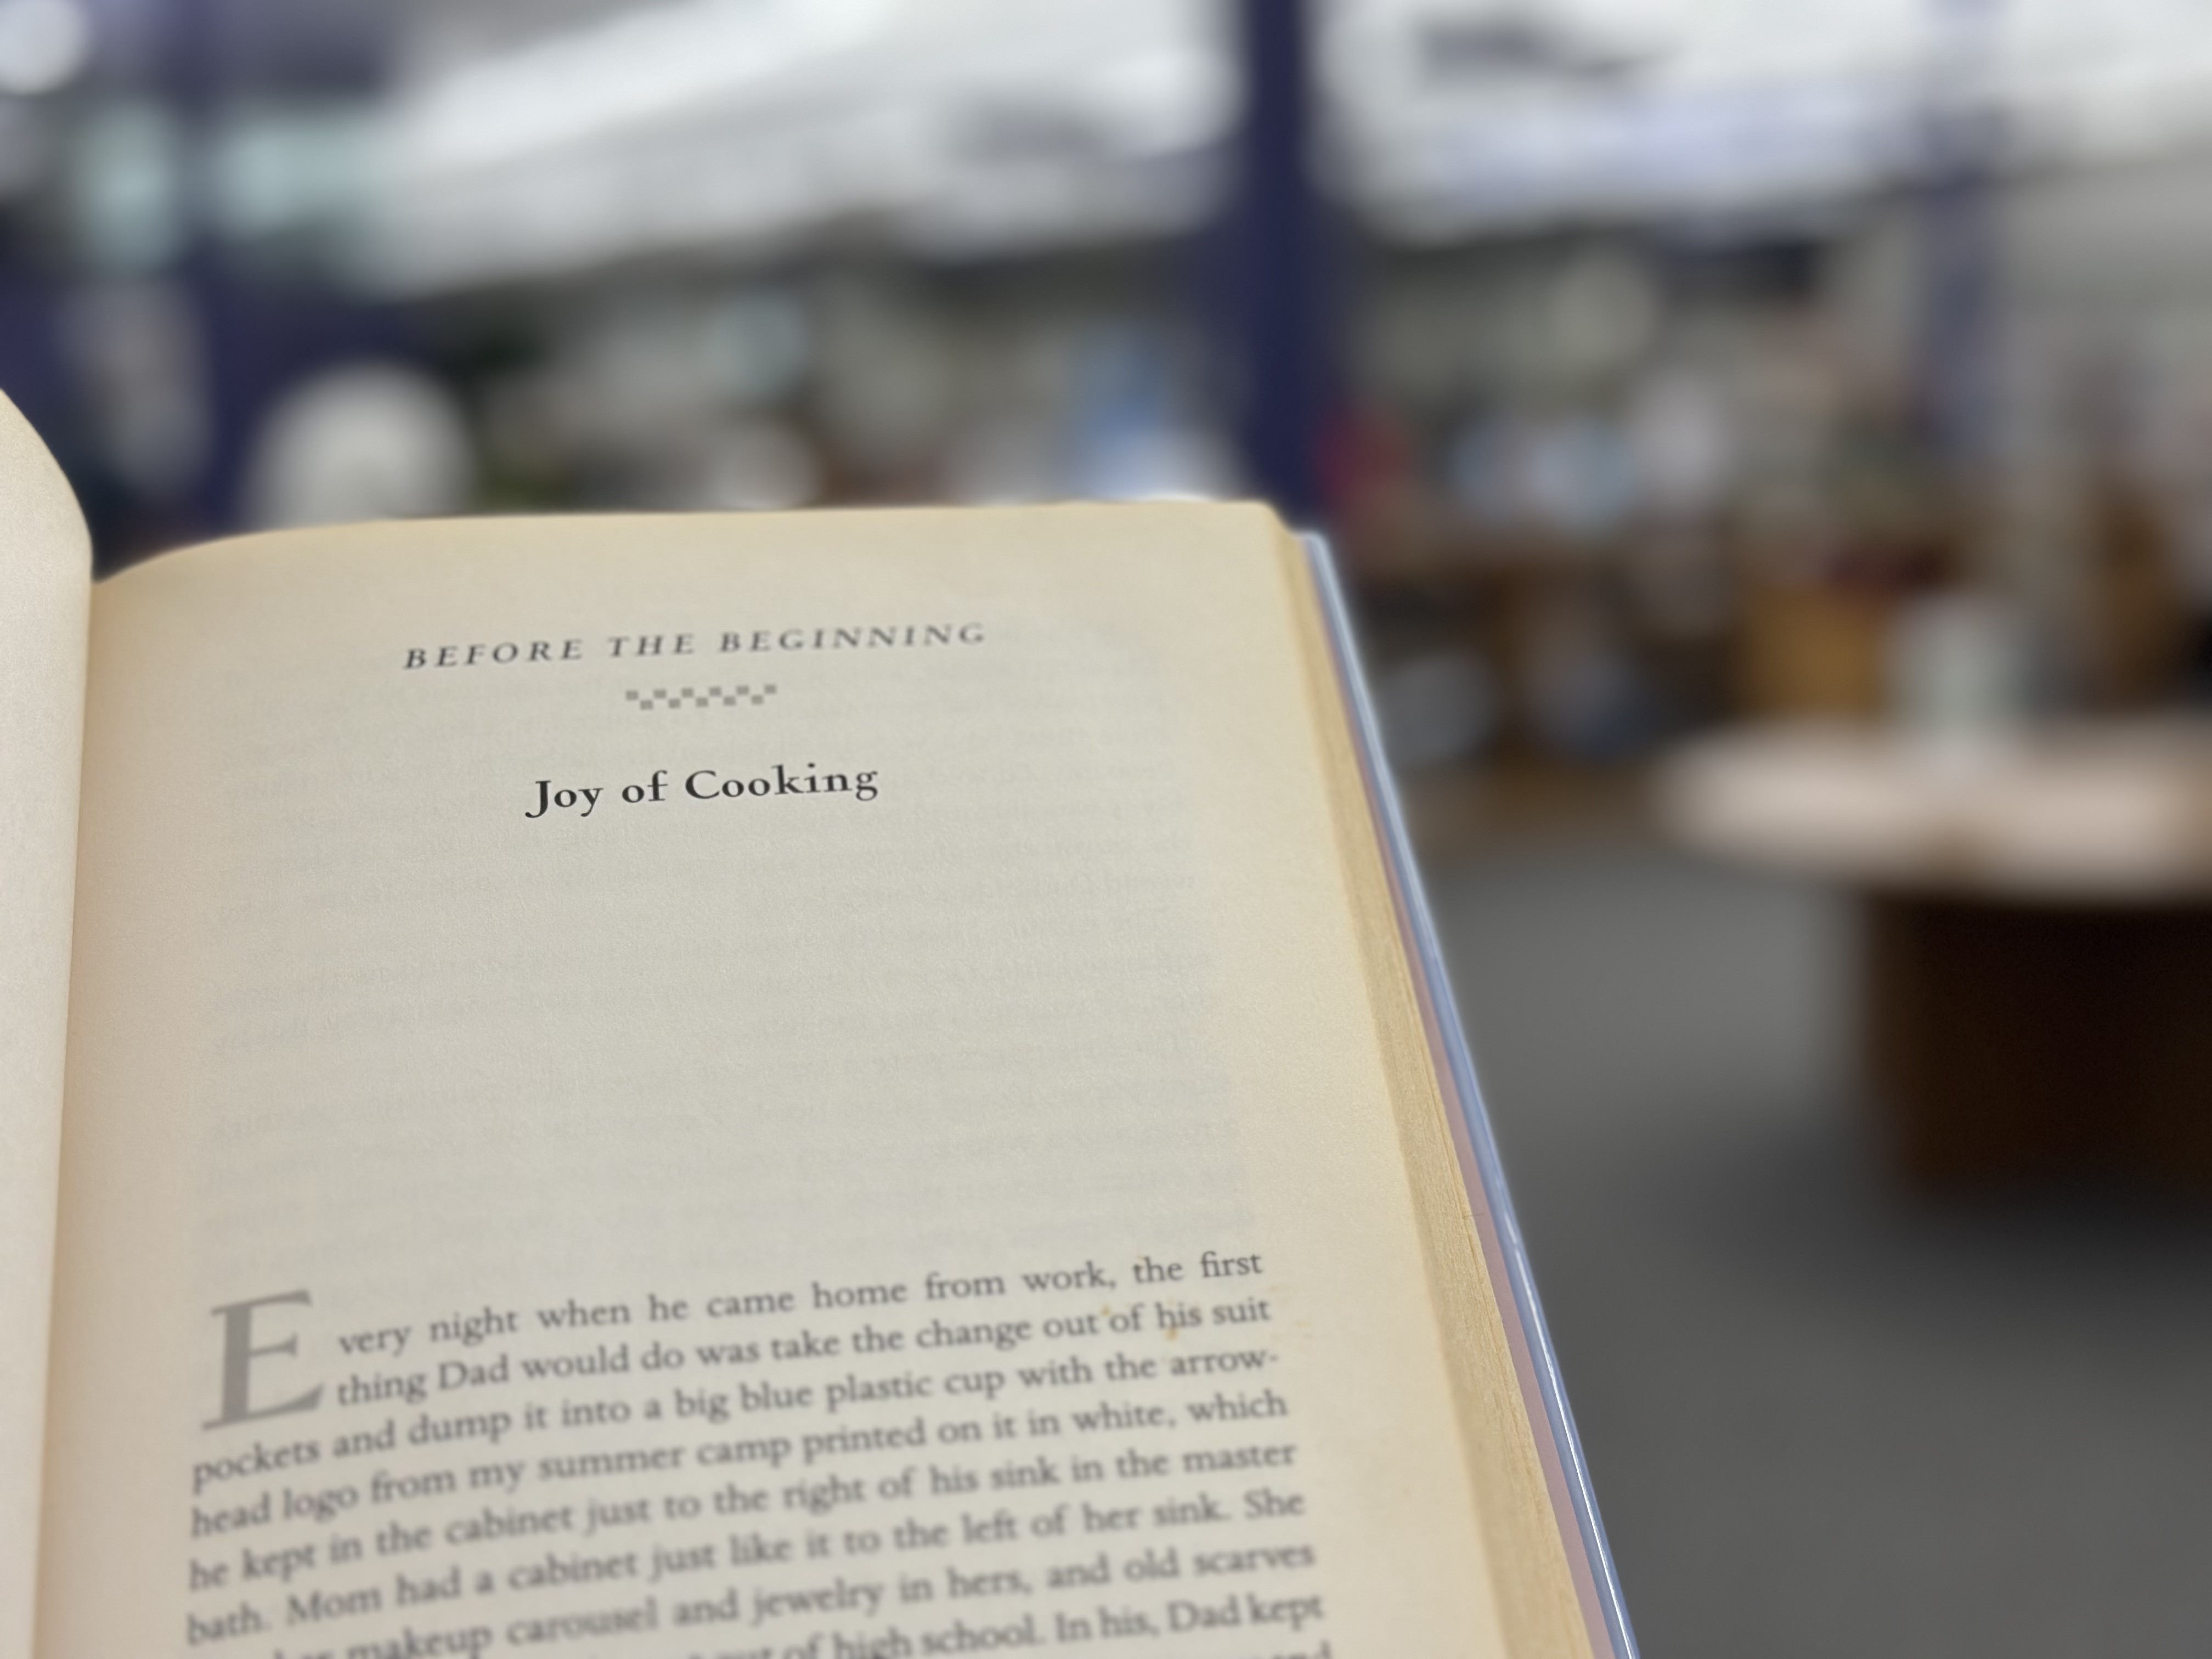 BEFORE THE BEGINNING
Joy of Cooking
Every night when he came home from work, the first
thing Dad would do was take the change out of his suit
pockets and dump it into a big blue plastic cup with the arrow-
head logo from my summer camp printed on it in white, which
he kept in the cabinet just to the right of his sink in the master
bath. Mom had a cabinet just like it to the left of her sink. She
makeup carousel and jewelry in hers, and old scarves
out of high school. In his, Dad kept